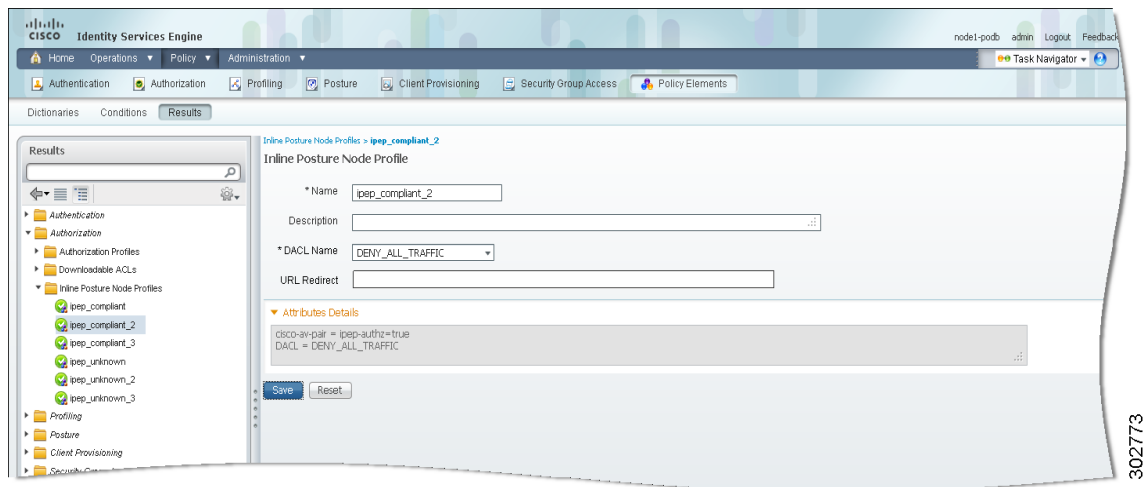 CISCO Identity Services Engine
node1-podb admin Logout Feedback
Home Operations Policy Administration
Task Navigator
Authentication Authorization Profiling Posture Client Provisioning Security Group Access Policy Elements
Dictionaries Conditions Results
Results
Authentication
Authorization
Authorization Profiles
Downloadable ACLs
Inline Posture Node Profiles
ipep_compliant
ipep_compliant_2
ipep_compliant_3
ipep_unknown
ipep_unknown_2
ipep_unknown_3
Profiling
Posture
Client Provisioning
Security
Inline Posture Node Profiles > ipep_compliant_2
Inline Posture Node Profile
* Name ipep_compliant_2
Description
* DACL Name DENY_ALL_TRAFFIC
URL Redirect
Attributes Details
cisco-av-pair = ipep-authz=true
DACL = DENY_ALL_TRAFFIC
Save Reset
302773